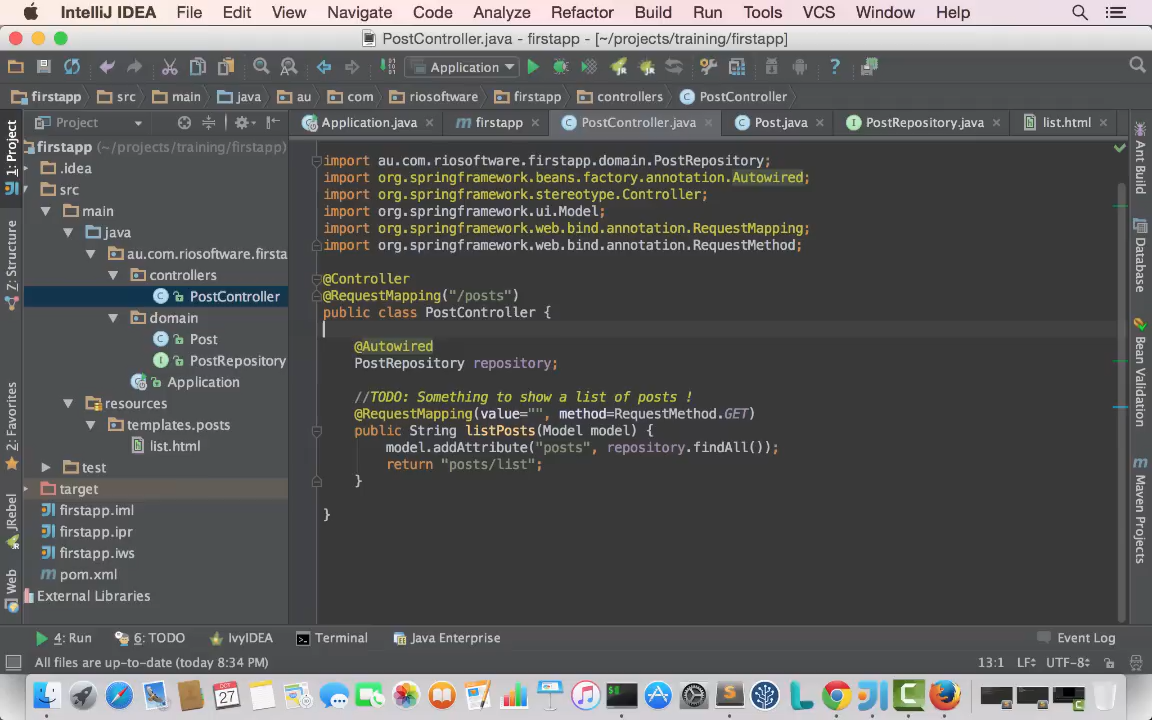 IntelliJ IDEA File Edit View Navigate Code Analyze Refactor Build Run Tools VCS Window Help
PostController.java - firstapp - [~/projects/training/firstapp]
Application
firstapp src main java au com riosoftware firstapp controllers PostController
Project
Application.java firstapp PostController.java Post.java PostRepository.java list.html
1: Project
Z: Structure
2: Favorites
JRebel
Web
firstapp (~/projects/training/firstapp)
.idea
src
main
java
au.com.riosoftware.firsta
controllers
PostController
domain
Post
PostRepository
Application
resources
templates.posts
list.html
test
target
firstapp.iml
firstapp.ipr
firstapp.iws
pom.xml
External Libraries
import au.com.riosoftware.firstapp.domain.PostRepository;
import org.springframework.beans.factory.annotation.Autowired;
import org.springframework.stereotype.Controller;
import org.springframework.ui.Model;
import org.springframework.web.bind.annotation.RequestMapping;
import org.springframework.web.bind.annotation.RequestMethod;
@Controller
@RequestMapping("/posts")
public class PostController {
@Autowired
PostRepository repository;
//TODO: Something to show a list of posts !
@RequestMapping(value="", method=RequestMethod.GET)
public String listPosts(Model model) {
model.addAttribute("posts", repository.findAll());
return "posts/list";
}
}
Ant Build
Database
Bean Validation
Maven Projects
4: Run 6: TODO IvyIDEA Terminal Java Enterprise Event Log
All files are up-to-date (today 8:34 PM) 13:1 LF UTF-8
OCT
27